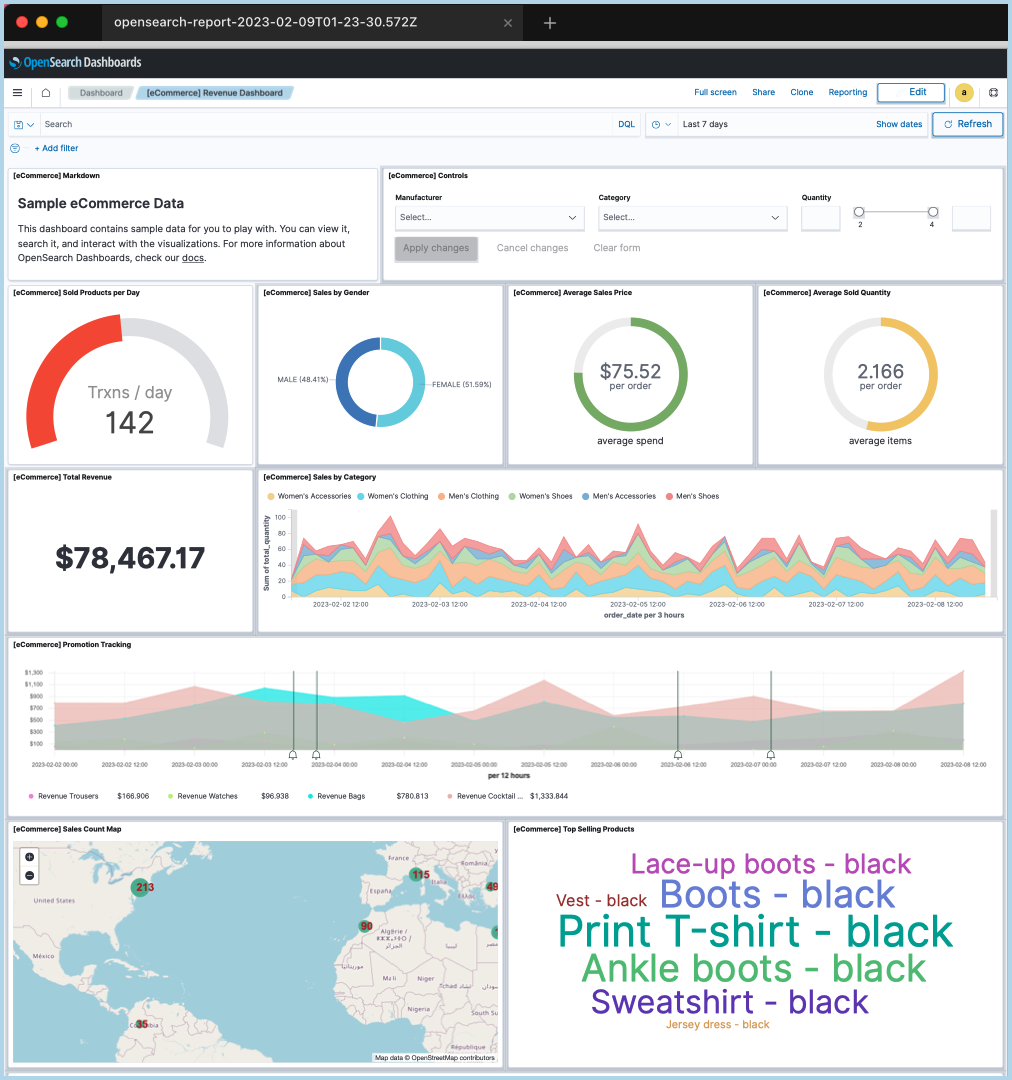 opensearch-report-2023-02-09T01-23-30.572Z
OpenSearch Dashboards
Dashboard [eCommerce] Revenue Dashboard Full screen Share Clone Reporting Edit a
Search DQL Last 7 days Show dates Refresh
+ Add filter
[eCommerce] Markdown
Sample eCommerce Data
This dashboard contains sample data for you to play with. You can view it,
search it, and interact with the visualizations. For more information about
OpenSearch Dashboards, check our docs.
[eCommerce] Controls
Manufacturer Category Quantity
Select... Select...
2 4
Apply changes Cancel changes Clear form
[eCommerce] Sold Products per Day
Trxns / day
142
[eCommerce] Sales by Gender
MALE (48.41%) FEMALE (51.59%)
[eCommerce] Average Sales Price
$75.52
per order
average spend
[eCommerce] Average Sold Quantity
2.166
per order
average items
[eCommerce] Total Revenue
$78,467.17
[eCommerce] Sales by Category
Women's Accessories Women's Clothing Men's Clothing Women's Shoes Men's Accessories Men's Shoes
Sum of total_quantity
100
80
60
40
20
0
2023-02-02 12:00 2023-02-03 12:00 2023-02-04 12:00 2023-02-05 12:00 2023-02-06 12:00 2023-02-07 12:00 2023-02-08 12:00
order_date per 3 hours
[eCommerce] Promotion Tracking
$1,300
$1,100
$900
$700
$500
$300
$100
2023-02-02 00:00 2023-02-02 12:00 2023-02-03 00:00 2023-02-03 12:00 2023-02-04 00:00 2023-02-04 12:00 2023-02-05 00:00 2023-02-05 12:00 2023-02-06 00:00 2023-02-06 12:00 2023-02-07 00:00 2023-02-07 12:00 2023-02-08 00:00 2023-02-08 12:00
per 12 hours
Revenue Trousers $166.906 Revenue Watches $96.938 Revenue Bags $780.813 Revenue Cocktail ... $1,333.844
[eCommerce] Sales Count Map
France
România
115
Italia
213
49
España
United States
90
Algérie /
ⵍⵣⵣⴰⵢⴻⵔ /
الجزائر
ليبيا
México
موريتانيا
Mali Niger
Tchad تشاد
Nigeria
South Su
35
République
Map data © OpenStreetMap contributors
[eCommerce] Top Selling Products
Lace-up boots - black
Vest - black Boots - black
Print T-shirt - black
Ankle boots - black
Sweatshirt - black
Jersey dress - black